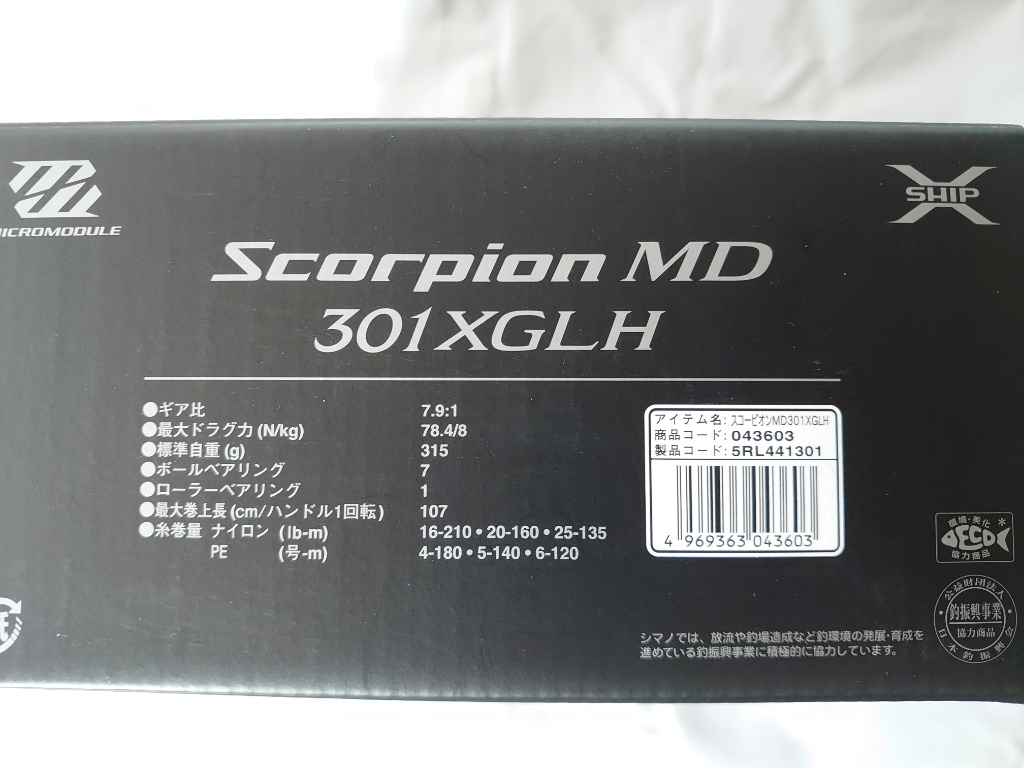 MICROMODULE
X SHIP
Scorpion MD
301XGLH
●ギア比 7.9:1
●最大ドラグ力(N/kg) 78.4/8
●標準自重(g) 315
●ボールベアリング 7
●ローラーベアリング 1
●最大巻上長(cm/ハンドル1回転) 107
●糸巻量 ナイロン (lb-m) 16-210・20-160・25-135
PE (号-m) 4-180・5-140・6-120
アイテム名: スコーピオンMD301XGLH
商品コード: 043603
製品コード: 5RL441301
4 969363 043603
環境・美化
ECO
協力商品
公益財団法人
釣振興事業
協力商品
日本釣振興会
シマノでは、放流や釣場造成など釣環境の発展・育成を
進めている釣振興事業に積極的に協力しています。